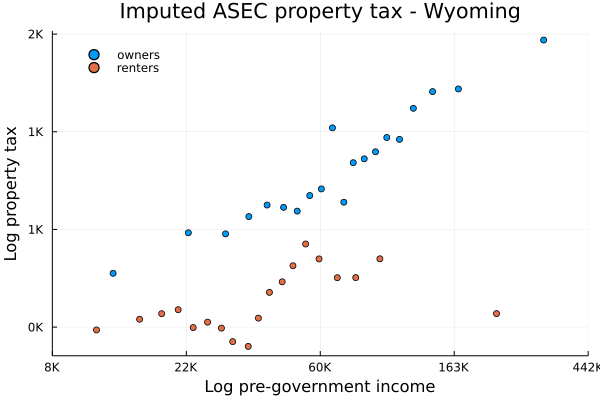 Imputed ASEC property tax - Wyoming
2K
1K
1K
0K
Log property tax
owners
renters
8K 22K 60K 163K 442K
Log pre-government income